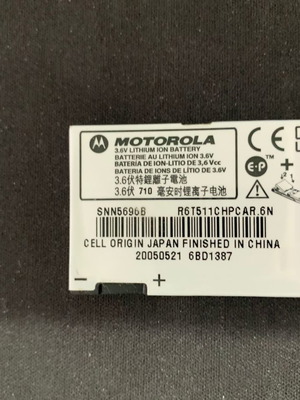 MOTOROLA
3.6V LITHIUM ION BATTERY
BATTERIE AU LITHIUM ION 3.6V
BATERIA DE ION-LITIO DE 3,6 Vcc
BATERIA DE IONS DE LÍTIO DE 3.6V
3.6伏特鋰離子電池
3.6伏 710 毫安时锂离子电池
CE
E·P
SNN5696B R6T511CHPCAR.6N
CELL ORIGIN JAPAN FINISHED IN CHINA
20050521 6BD1387
- +